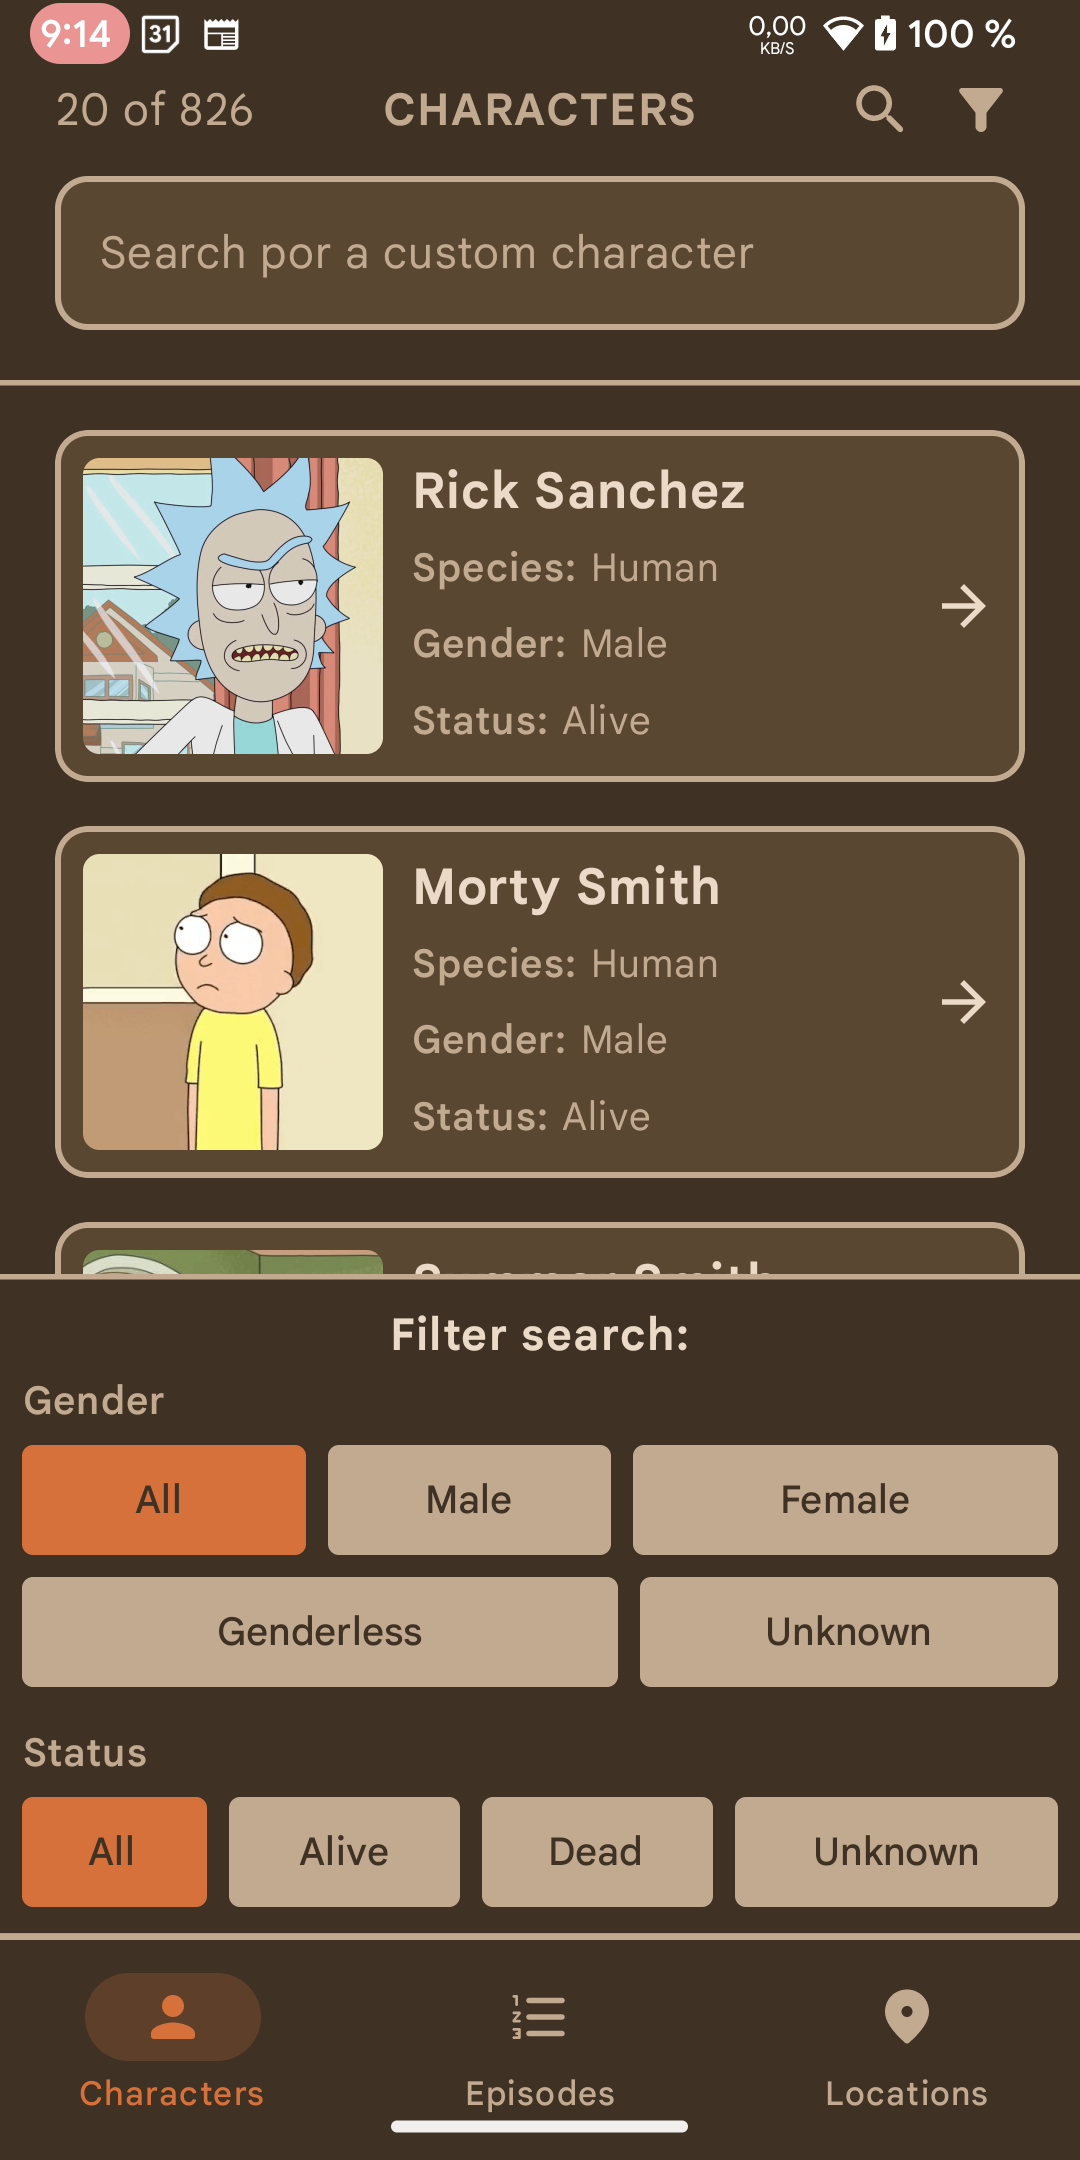 9:14 31 0,00 KB/S 100 %
20 of 826 CHARACTERS
Search por a custom character
Rick Sanchez
Species: Human
Gender: Male
Status: Alive
Morty Smith
Species: Human
Gender: Male
Status: Alive
Summer Smith
Filter search:
Gender
All Male Female
Genderless Unknown
Status
All Alive Dead Unknown
Characters Episodes Locations